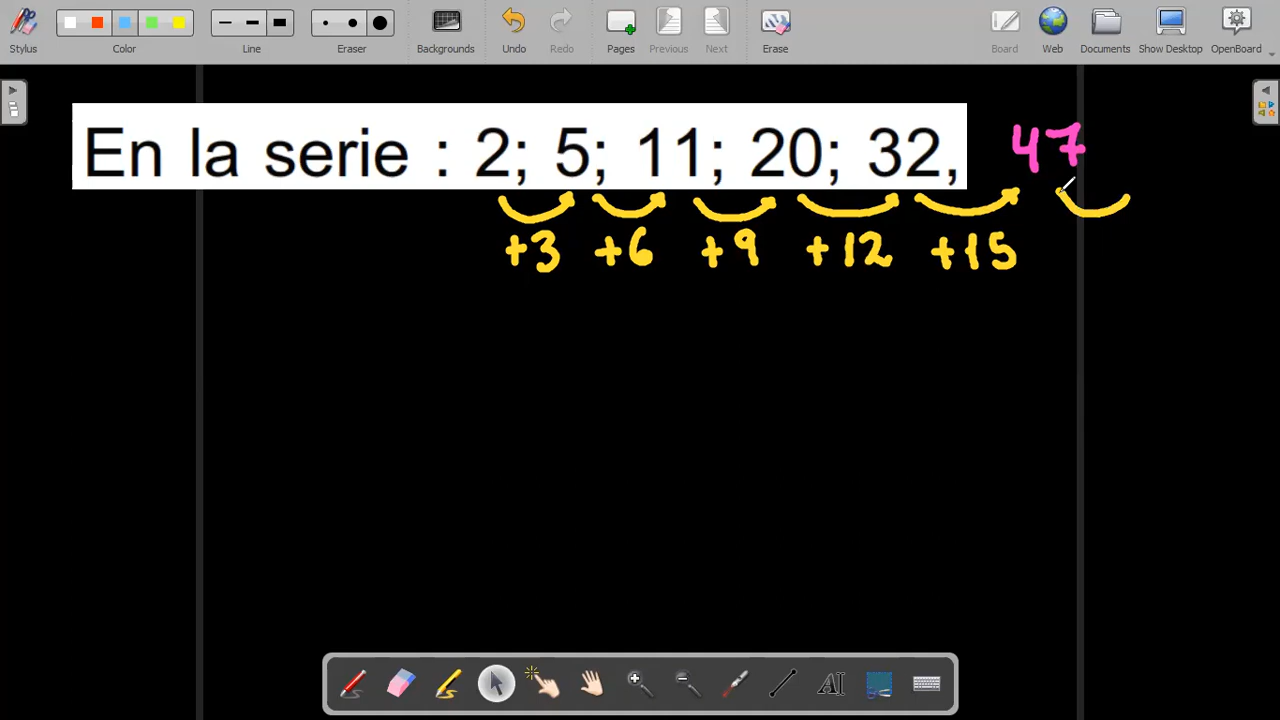 Stylus Color Line Eraser Backgrounds Undo Redo Pages Previous Next Erase Board Web Documents Show Desktop OpenBoard
En la serie : 2; 5; 11; 20; 32, 47
+3 +6 +9 +12 +15